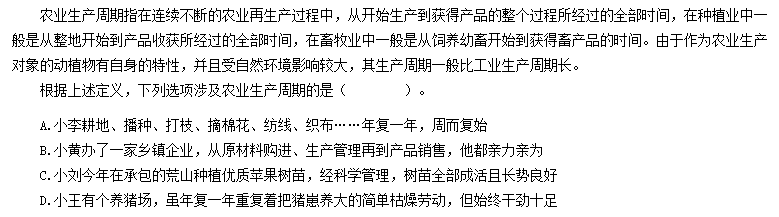 农业生产周期指在连续不断的农业再生产过程中，从开始生产到获得产品的整个过程所经过的全部时间，在种植业中一
般是从整地开始到产品收获所经过的全部时间，在畜牧业中一般是从饲养幼畜开始到获得畜产品的时间。由于作为农业生产
对象的动植物有自身的特性，并且受自然环境影响较大，其生产周期一般比工业生产周期长。
根据上述定义，下列选项涉及农业生产周期的是（　　）。
A.小李耕地、播种、打枝、摘棉花、纺线、织布……年复一年，周而复始
B.小黄办了一家乡镇企业，从原材料购进、生产管理再到产品销售，他都亲力亲为
C.小刘今年在承包的荒山种植优质苹果树苗，经科学管理，树苗全部成活且长势良好
D.小王有个养猪场，虽年复一年重复着把猪崽养大的简单枯燥劳动，但始终干劲十足